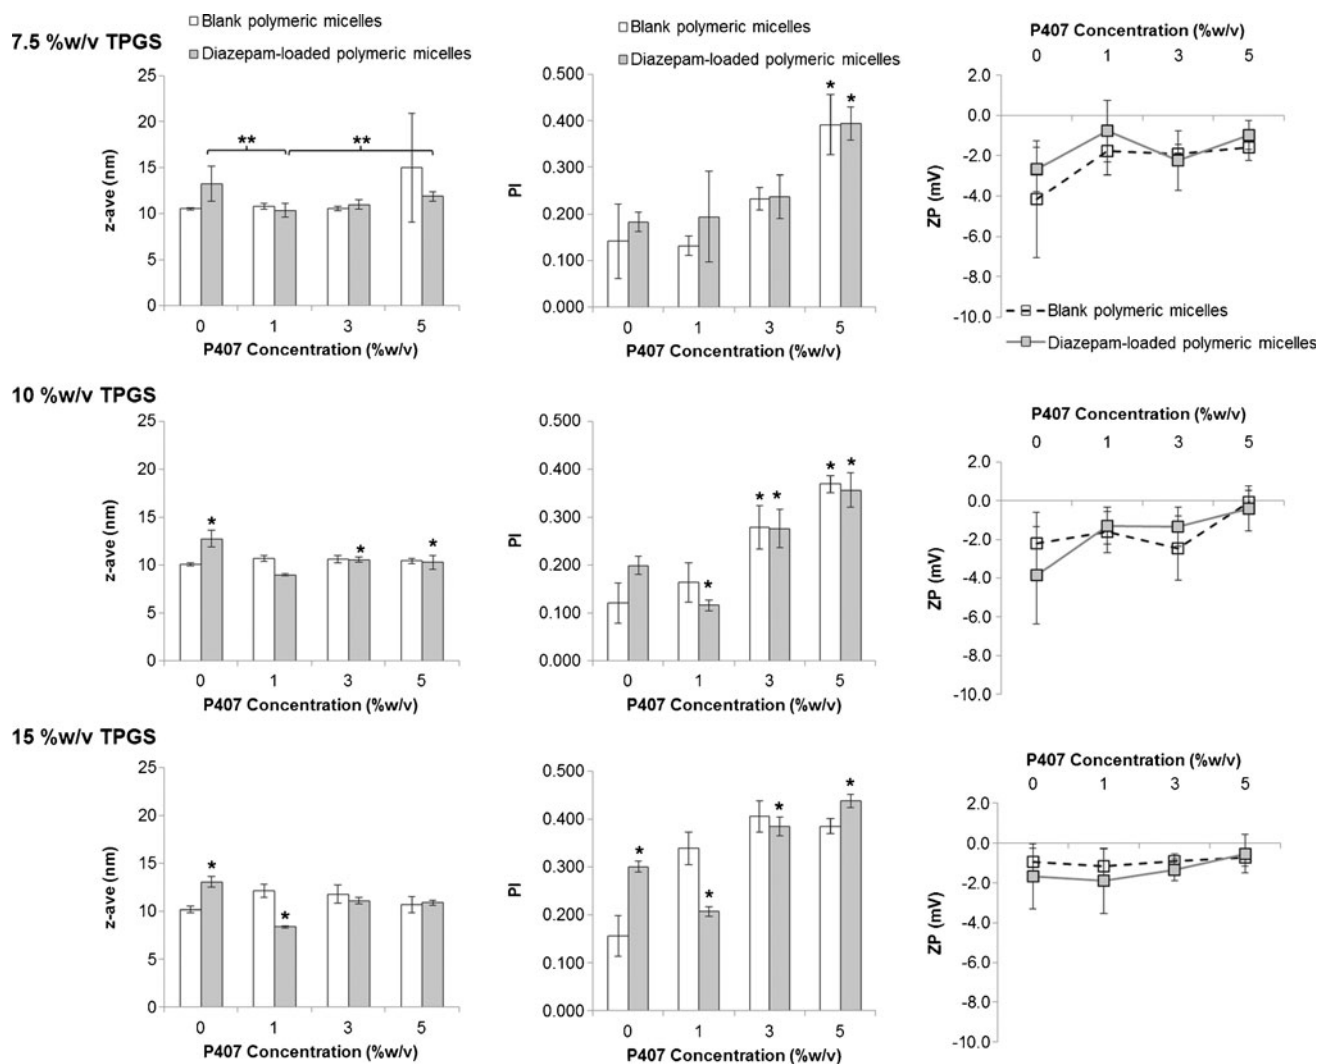 7.5 %w/v TPGS
Blank polymeric micelles
Diazepam-loaded polymeric micelles
z-ave (nm)
25
20
15
10
5
0
** **
0 1 3 5
P407 Concentration (%w/v)
Blank polymeric micelles
Diazepam-loaded polymeric micelles
PI
0.500
0.400
0.300
0.200
0.100
0.000
* *
0 1 3 5
P407 Concentration (%w/v)
P407 Concentration (%w/v)
0 1 3 5
ZP (mV)
2.0
0.0
-2.0
-4.0
-6.0
-8.0
-10.0
Blank polymeric micelles
Diazepam-loaded polymeric micelles
10 %w/v TPGS
z-ave (nm)
25
20
15
10
5
0
* * *
0 1 3 5
P407 Concentration (%w/v)
PI
0.500
0.400
0.300
0.200
0.100
0.000
* * * * *
0 1 3 5
P407 Concentration (%w/v)
P407 Concentration (%w/v)
0 1 3 5
ZP (mV)
2.0
0.0
-2.0
-4.0
-6.0
-8.0
-10.0
15 %w/v TPGS
z-ave (nm)
25
20
15
10
5
0
* *
0 1 3 5
P407 Concentration (%w/v)
PI
0.500
0.400
0.300
0.200
0.100
0.000
* * * *
0 1 3 5
P407 Concentration (%w/v)
P407 Concentration (%w/v)
0 1 3 5
ZP (mV)
2.0
0.0
-2.0
-4.0
-6.0
-8.0
-10.0